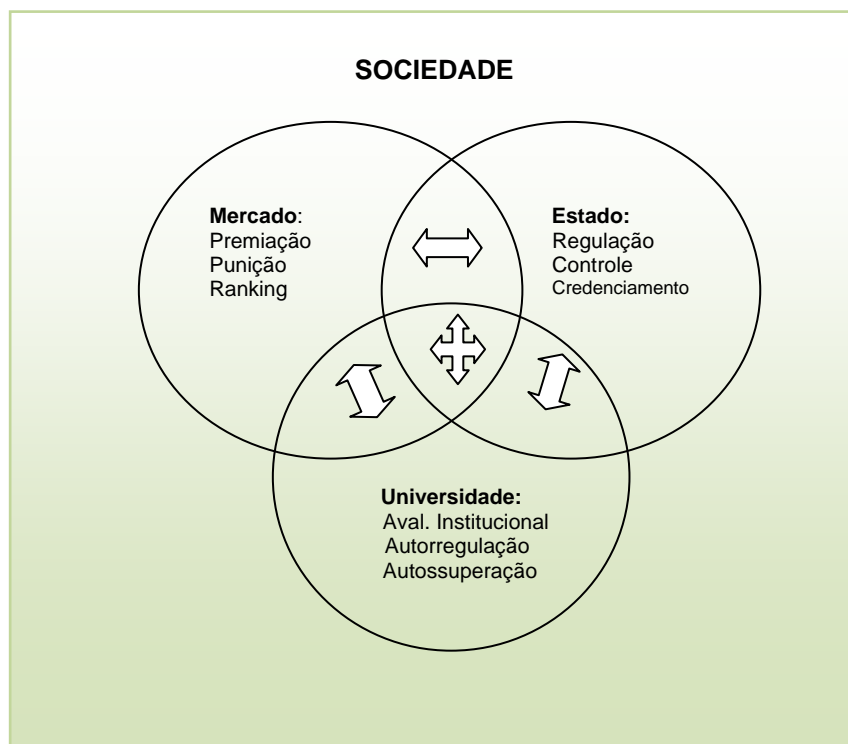 SOCIEDADE
Mercado:
Premiação
Punição
Ranking
Estado:
Regulação
Controle
Credenciamento
Universidade:
Aval. Institucional
Autorregulação
Autossuperação